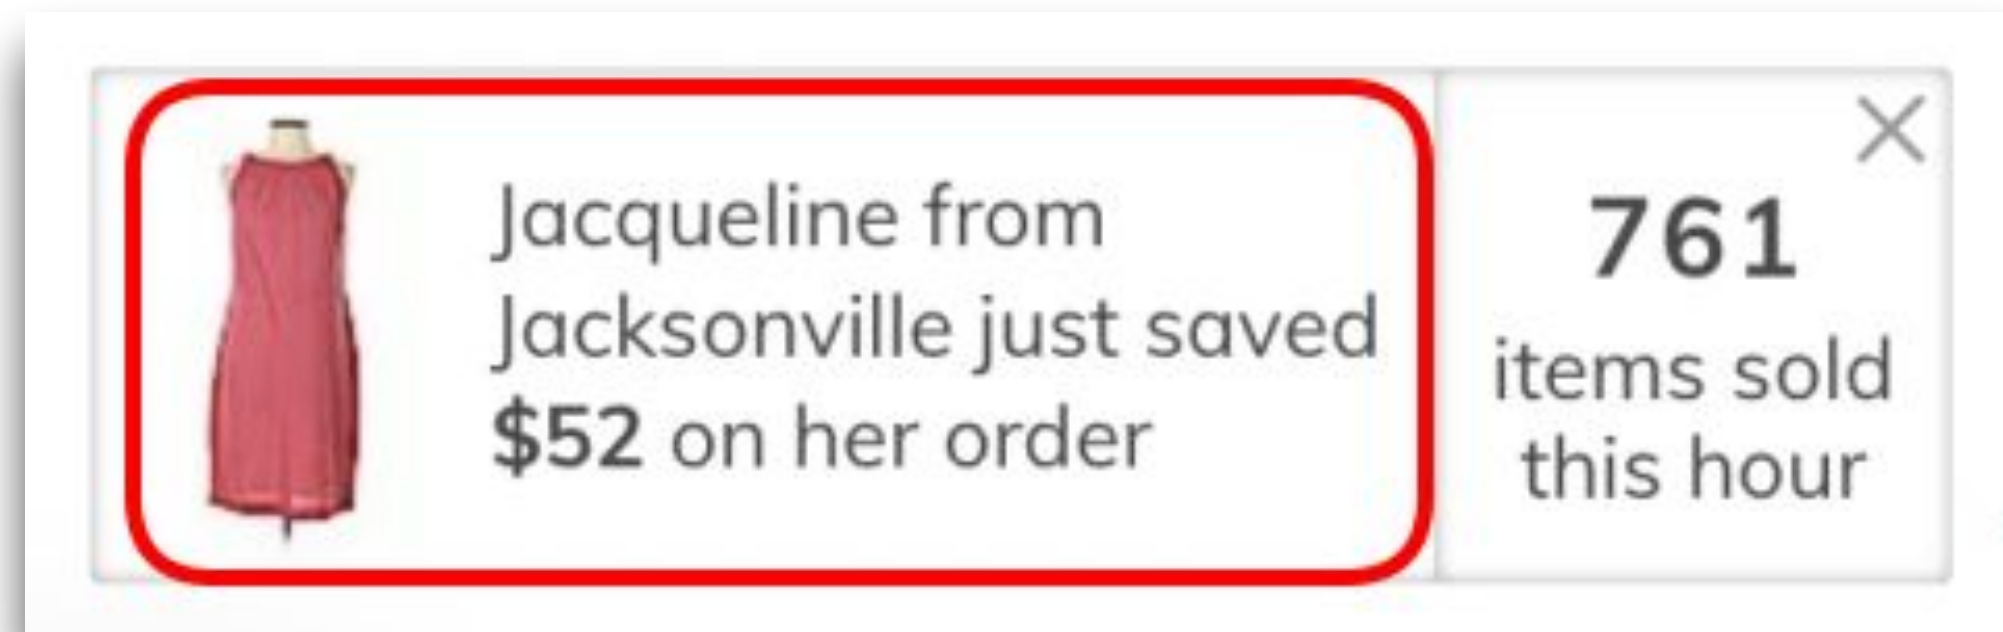 Jacqueline from
Jacksonville just saved
$52 on her order
761
items sold
this hour